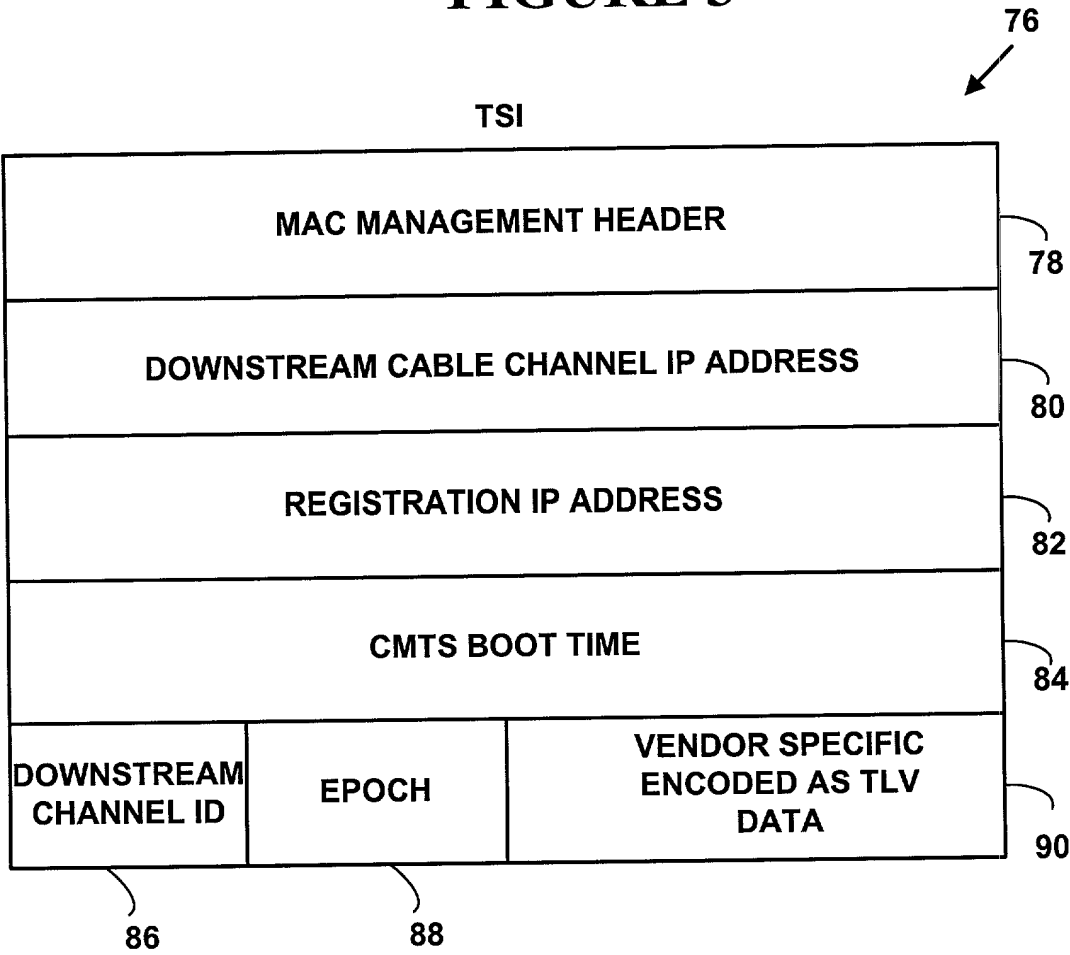 76
TSI
MAC MANAGEMENT HEADER
78
DOWNSTREAM CABLE CHANNEL IP ADDRESS
80
REGISTRATION IP ADDRESS
82
CMTS BOOT TIME
84
DOWNSTREAM
CHANNEL ID
EPOCH
VENDOR SPECIFIC
ENCODED AS TLV
DATA
90
86
88